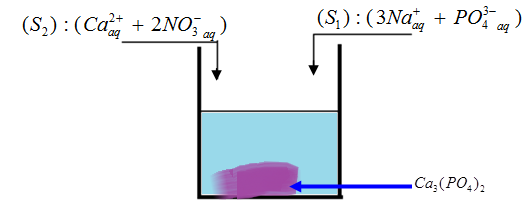 (S₂) : (Ca²⁺aq + 2NO₃⁻ aq)
(S₁) : (3Na⁺aq + PO₄³⁻ aq)
Ca₃(PO₄)₂